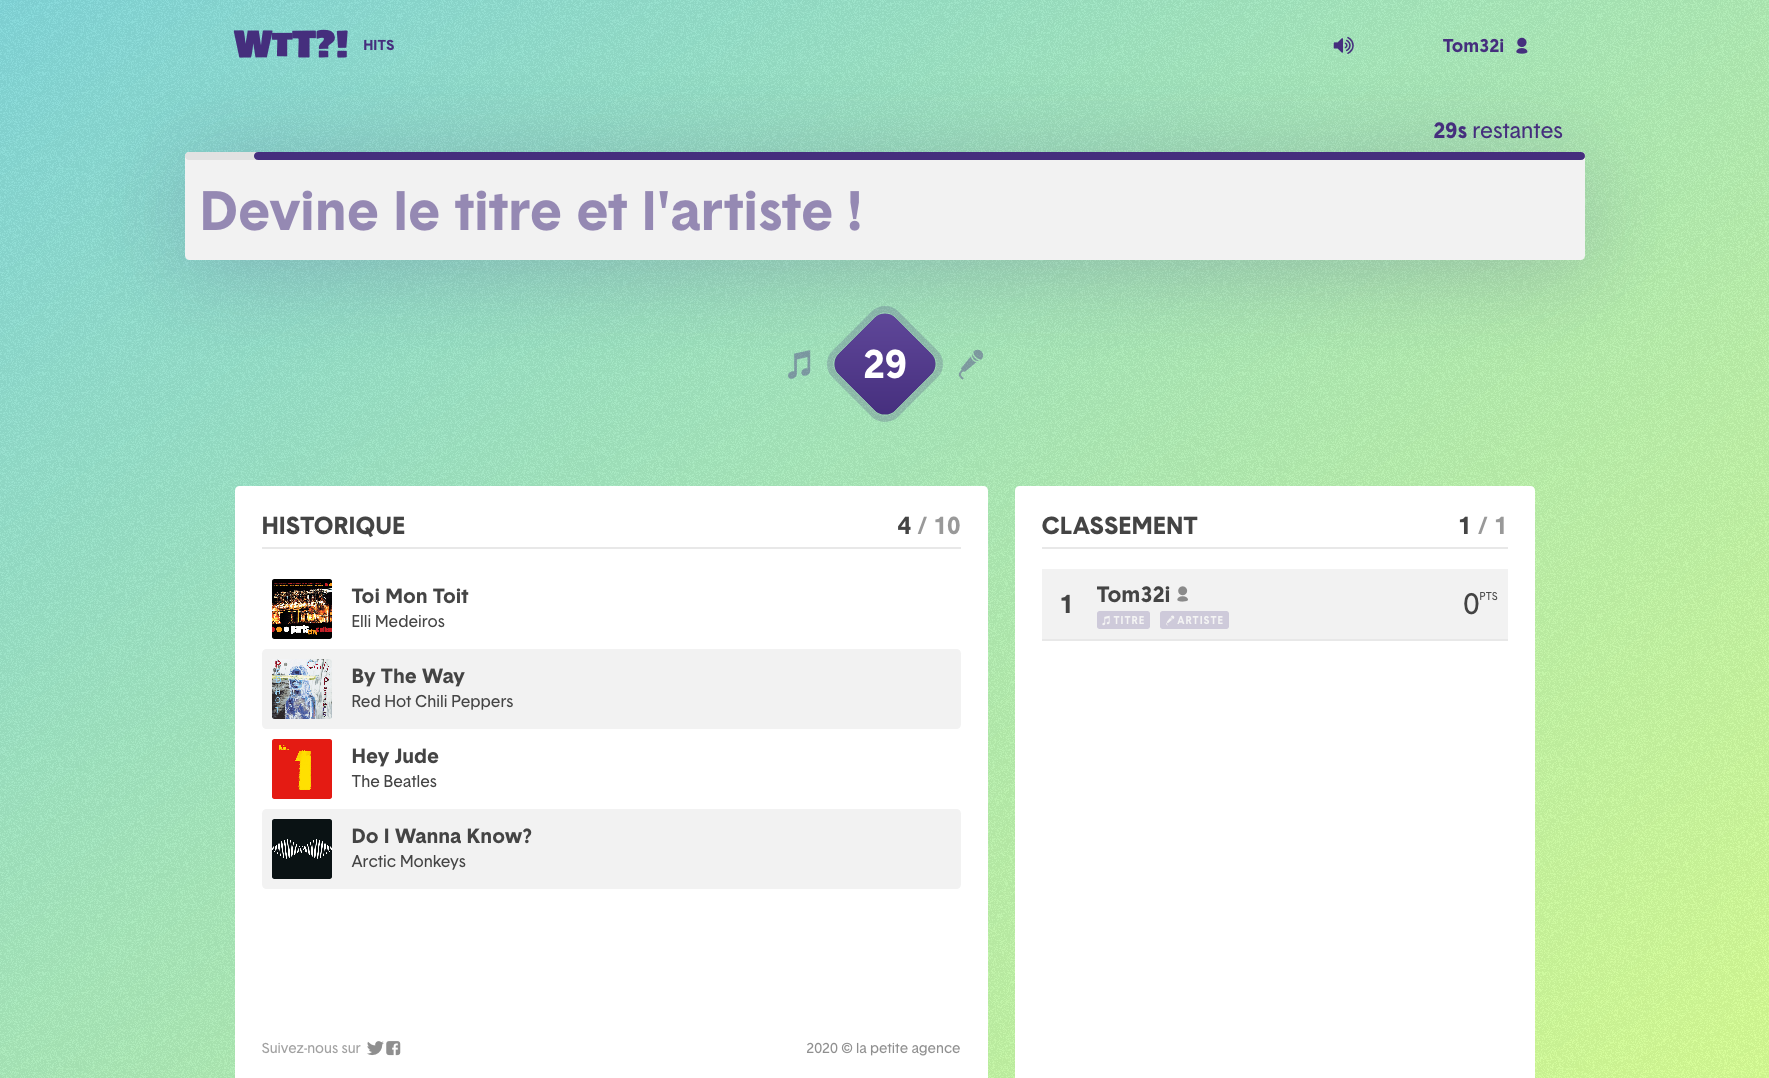 WTT?! HITS
Tom32i
29s restantes
Devine le titre et l'artiste !
29
HISTORIQUE 4 / 10
Toi Mon Toit
Elli Medeiros
By The Way
Red Hot Chili Peppers
Hey Jude
The Beatles
1
Do I Wanna Know?
Arctic Monkeys
Suivez-nous sur
2020 © la petite agence
CLASSEMENT 1 / 1
1 Tom32i 0PTS
TITRE ARTISTE